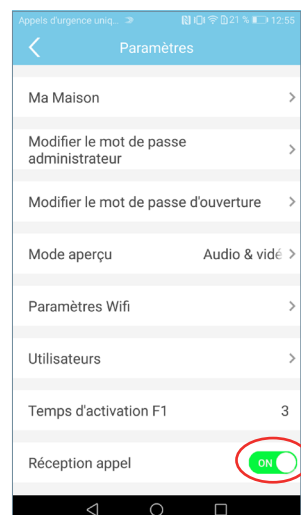 Appels d'urgence uniq... 21 % 12:55
Paramètres
Ma Maison
Modifier le mot de passe
administrateur
Modifier le mot de passe d'ouverture
Mode aperçu Audio & vidé
Paramètres Wifi
Utilisateurs
Temps d'activation F1 3
Réception appel ON